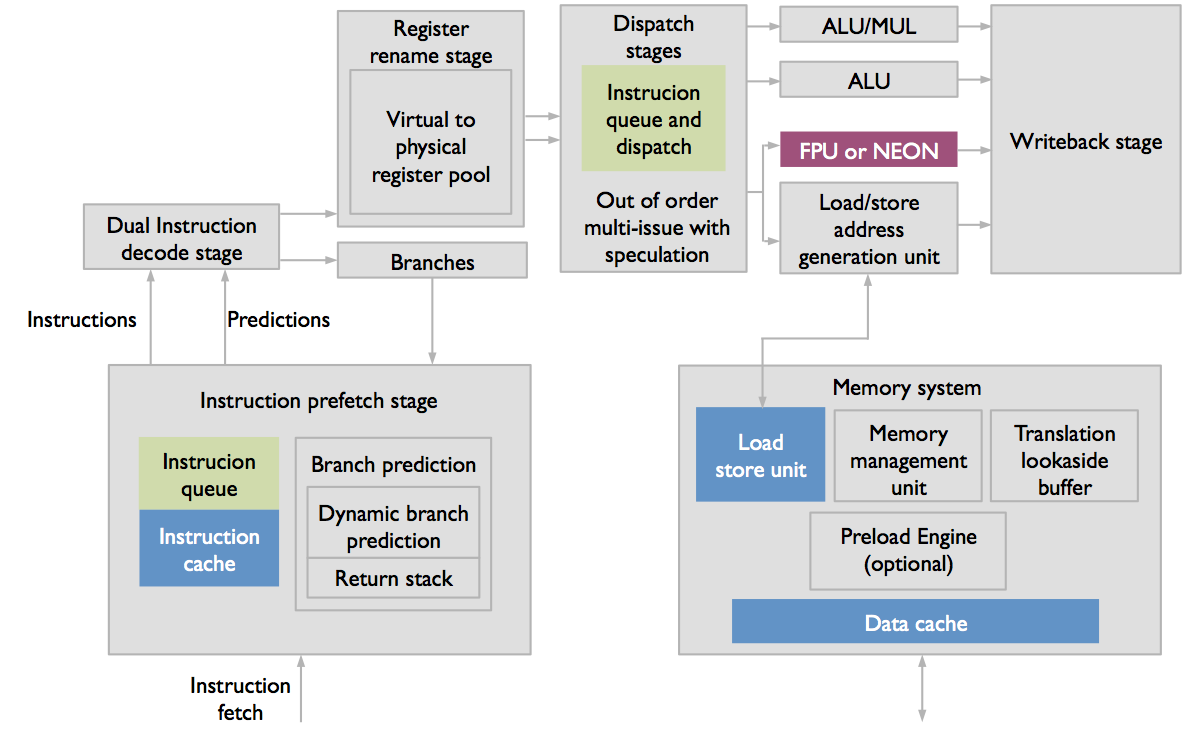 Register
rename stage
Virtual to
physical
register pool
Dispatch
stages
Instrucion
queue and
dispatch
Out of order
multi-issue with
speculation
ALU/MUL
ALU
FPU or NEON
Load/store
address
generation unit
Writeback stage
Dual Instruction
decode stage
Branches
Instructions
Predictions
Instruction prefetch stage
Instrucion
queue
Instruction
cache
Branch prediction
Dynamic branch
prediction
Return stack
Instruction
fetch
Memory system
Load
store unit
Memory
management
unit
Translation
lookaside
buffer
Preload Engine
(optional)
Data cache